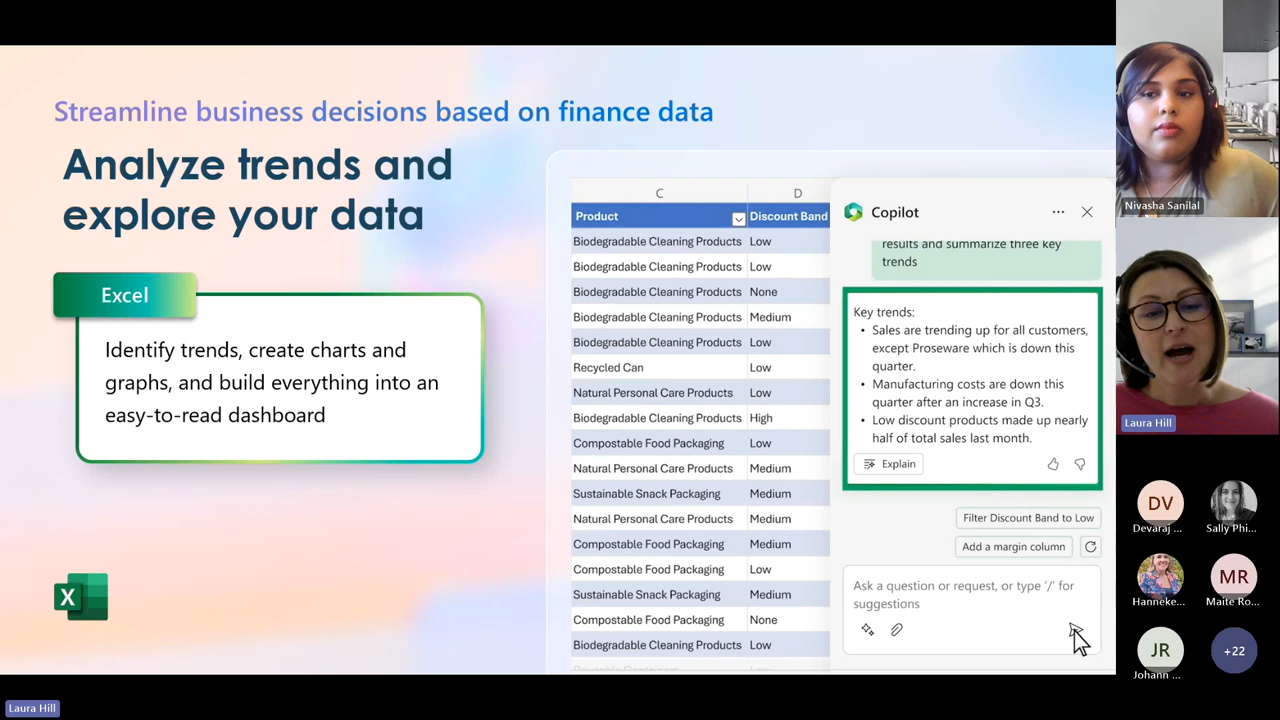 Streamline business decisions based on finance data
Analyze trends and
explore your data
Excel
Identify trends, create charts and
graphs, and build everything into an
easy-to-read dashboard
X
C D
Product Discount Band
Biodegradable Cleaning Products Low
Biodegradable Cleaning Products Low
Biodegradable Cleaning Products None
Biodegradable Cleaning Products Medium
Biodegradable Cleaning Products Low
Recycled Can Low
Natural Personal Care Products Low
Biodegradable Cleaning Products High
Compostable Food Packaging Low
Natural Personal Care Products Medium
Sustainable Snack Packaging Medium
Natural Personal Care Products Medium
Compostable Food Packaging Medium
Compostable Food Packaging Low
Sustainable Snack Packaging Medium
Compostable Food Packaging None
Biodegradable Cleaning Products Low
Copilot
results and summarize three key
trends
Key trends:
• Sales are trending up for all customers,
except Proseware which is down this
quarter.
• Manufacturing costs are down this
quarter after an increase in Q3.
• Low discount products made up nearly
half of total sales last month.
Explain
Filter Discount Band to Low
Add a margin column
Ask a question or request, or type '/' for
suggestions
Nivasha Sanilal
Laura Hill
DV
Devaraj ...
Sally Phi...
Hanneke...
MR
Maite Ro...
JR
Johann ...
+22
Laura Hill